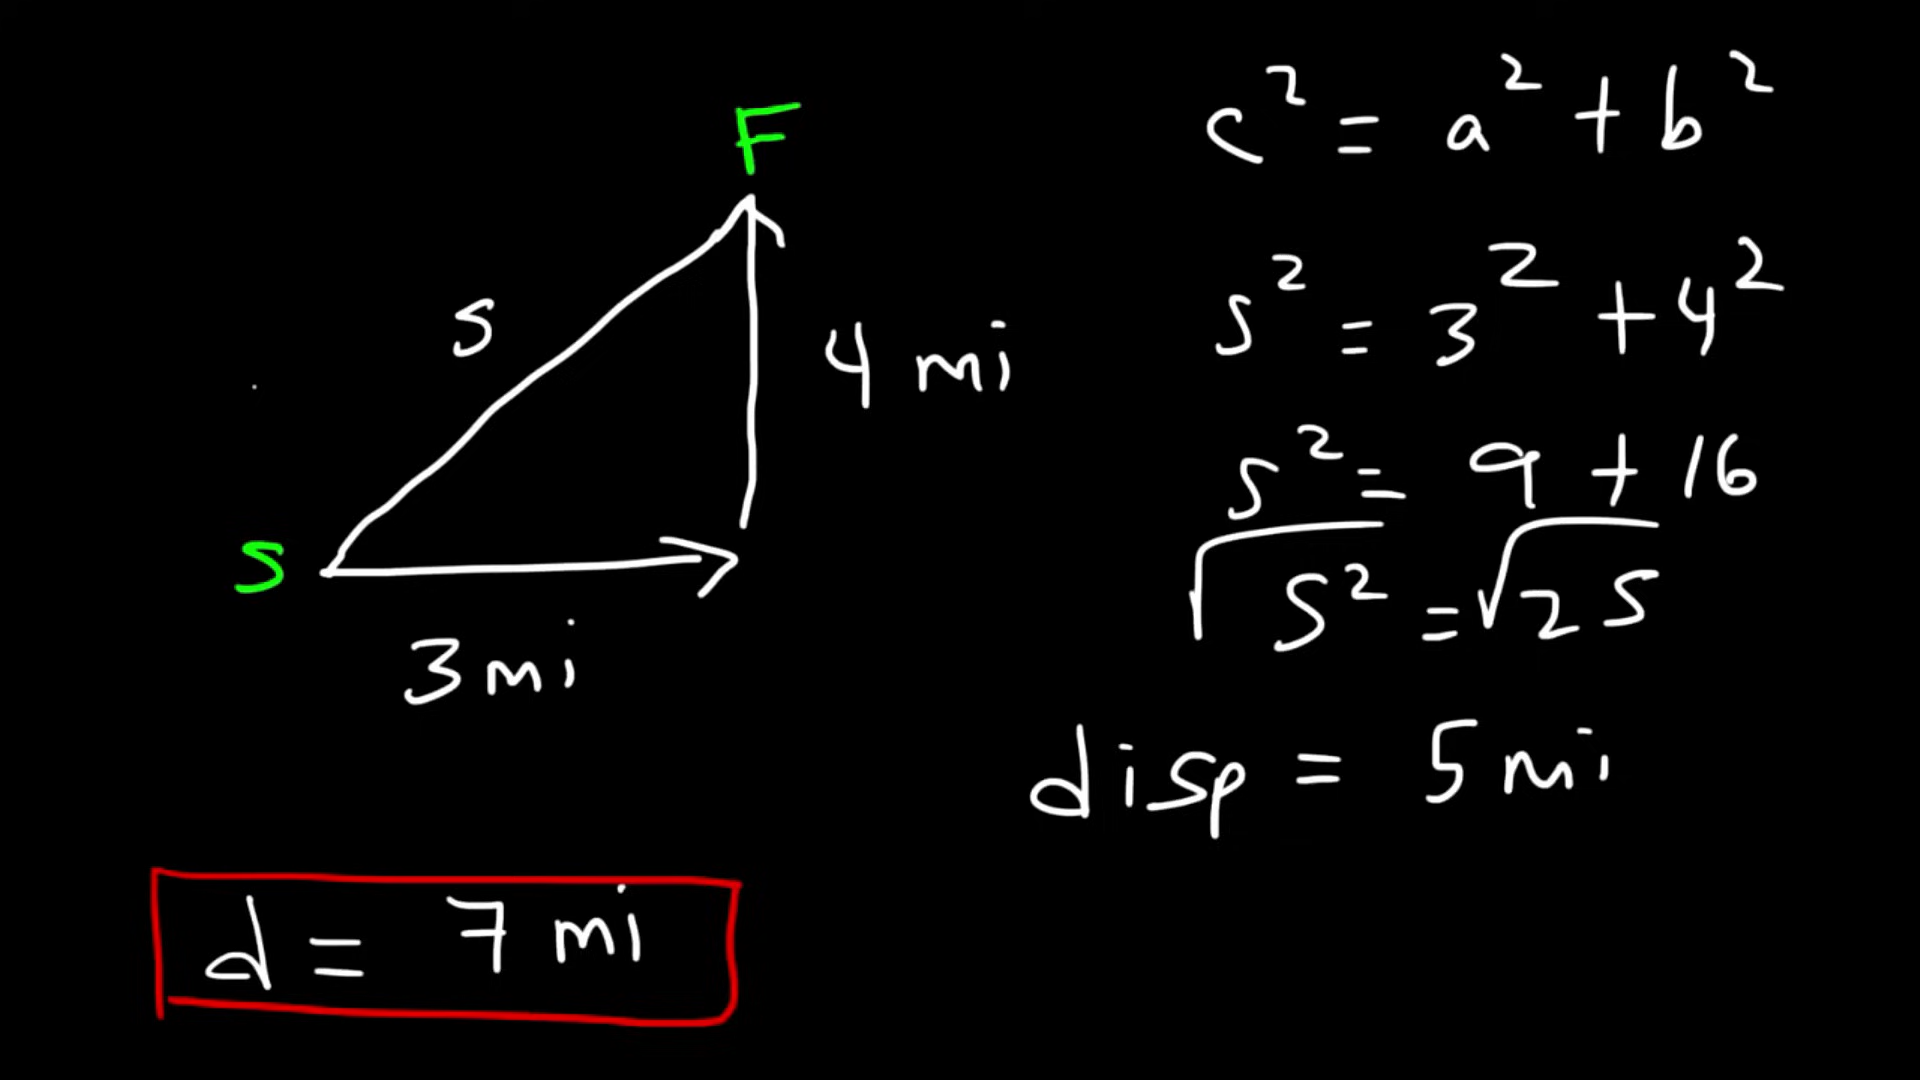 F
s
4 mi
S
3 mi
d = 7 mi
c² = a² + b²
s² = 3² + 4²
s² = 9 + 16
√s² = √25
disp = 5 mi